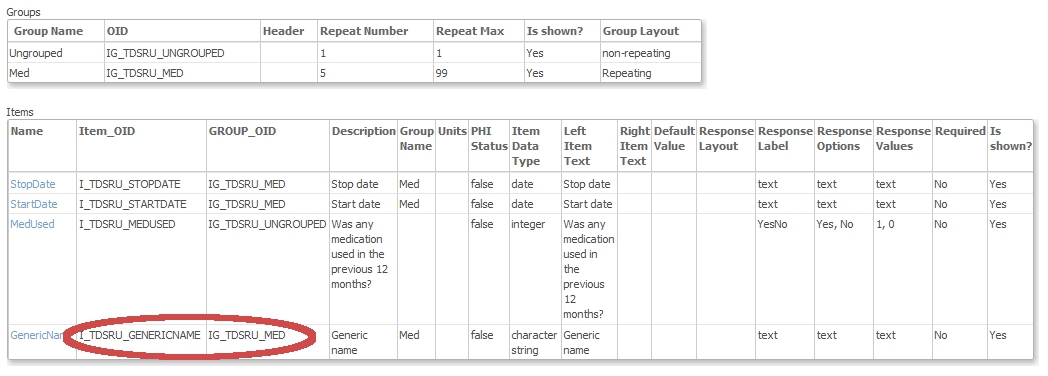 Groups
Group Name OID Header Repeat Number Repeat Max Is shown? Group Layout
Ungrouped IG_TDSRU_UNGROUPED 1 1 Yes non-repeating
Med IG_TDSRU_MED 5 99 Yes Repeating
Items
Name Item_OID GROUP_OID Description Group Units PHI Item Left Right Default Response Response Response Response Required Is
Name Status Data Item Item Value Layout Label Options Values shown?
Type Text Text
StopDate I_TDSRU_STOPDATE IG_TDSRU_MED Stop date Med false date Stop date text text text No Yes
StartDate I_TDSRU_STARTDATE IG_TDSRU_MED Start date Med false date Start date text text text No Yes
MedUsed I_TDSRU_MEDUSED IG_TDSRU_UNGROUPED Was any false integer Was any YesNo Yes, No 1, 0 No Yes
medication medication
used in the used in
previous 12 the
months? previous
12
months?
GenericNa I_TDSRU_GENERICNAME IG_TDSRU_MED Generic Med false character Generic text text text No Yes
name string name